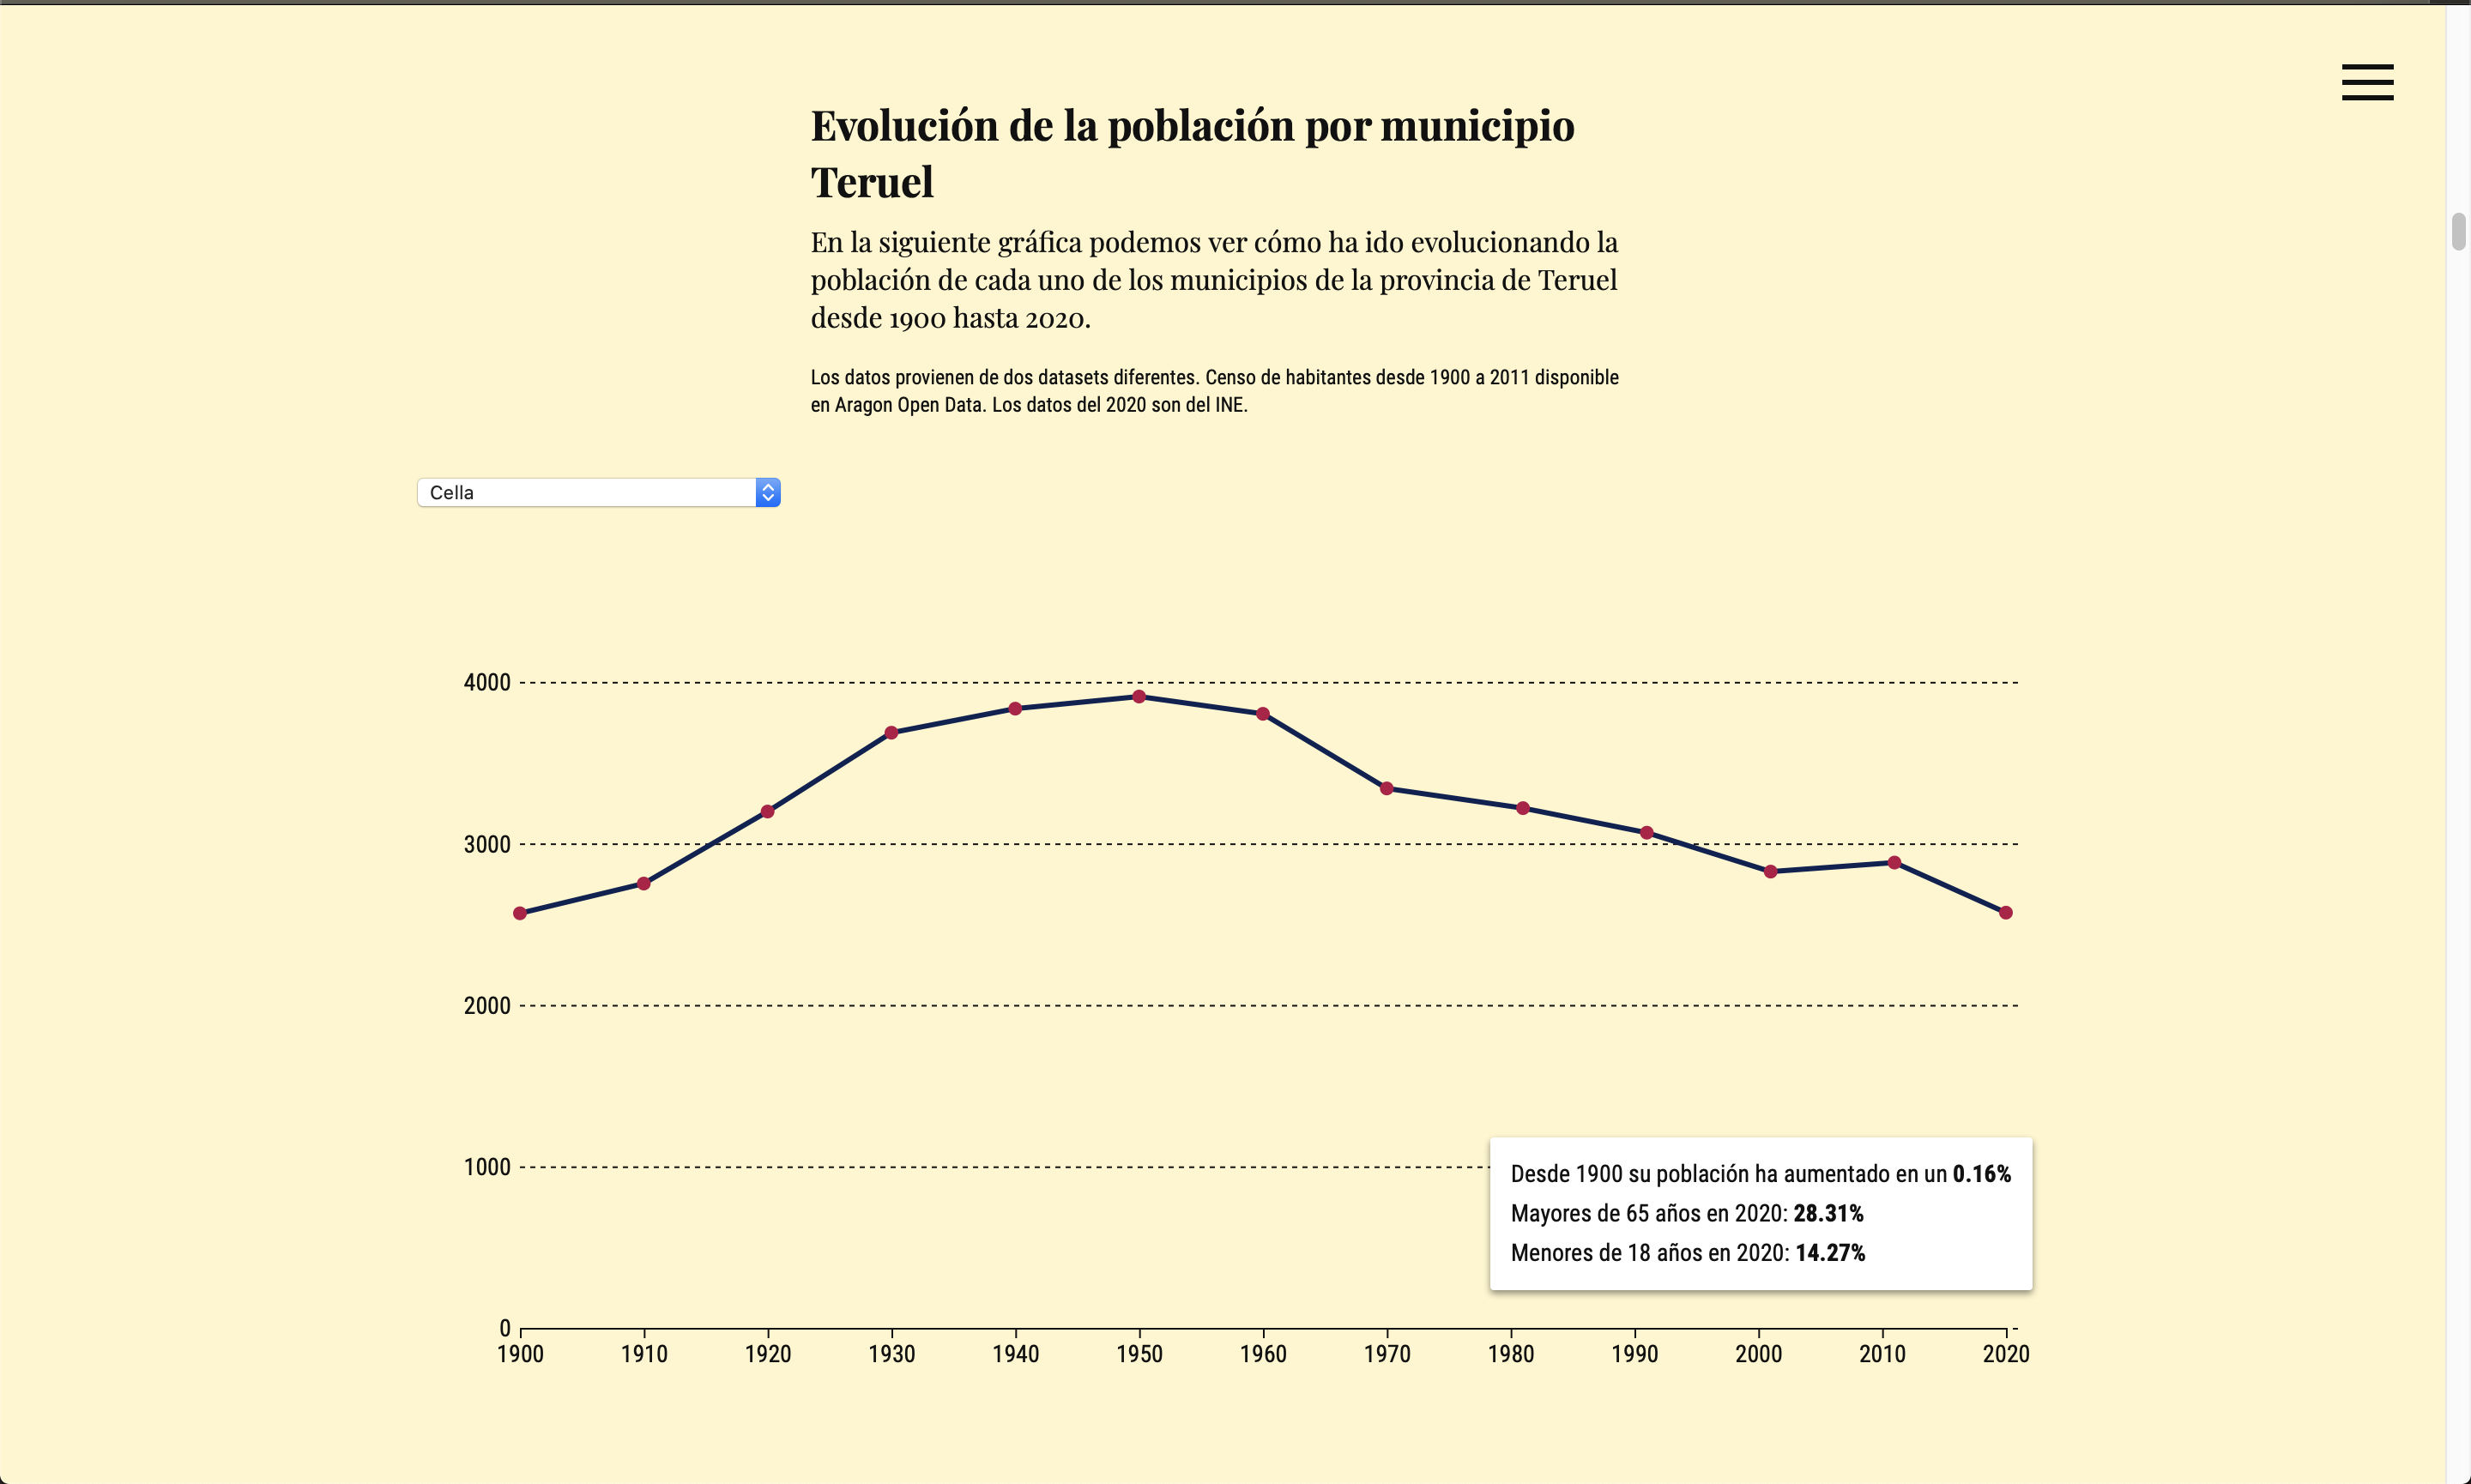 Evolución de la población por municipio
Teruel
En la siguiente gráfica podemos ver cómo ha ido evolucionando la
población de cada uno de los municipios de la provincia de Teruel
desde 1900 hasta 2020.
Los datos provienen de dos datasets diferentes. Censo de habitantes desde 1900 a 2011 disponible
en Aragon Open Data. Los datos del 2020 son del INE.
Cella
4000
3000
2000
1000
0
Desde 1900 su población ha aumentado en un 0.16%
Mayores de 65 años en 2020: 28.31%
Menores de 18 años en 2020: 14.27%
1900 1910 1920 1930 1940 1950 1960 1970 1980 1990 2000 2010 2020